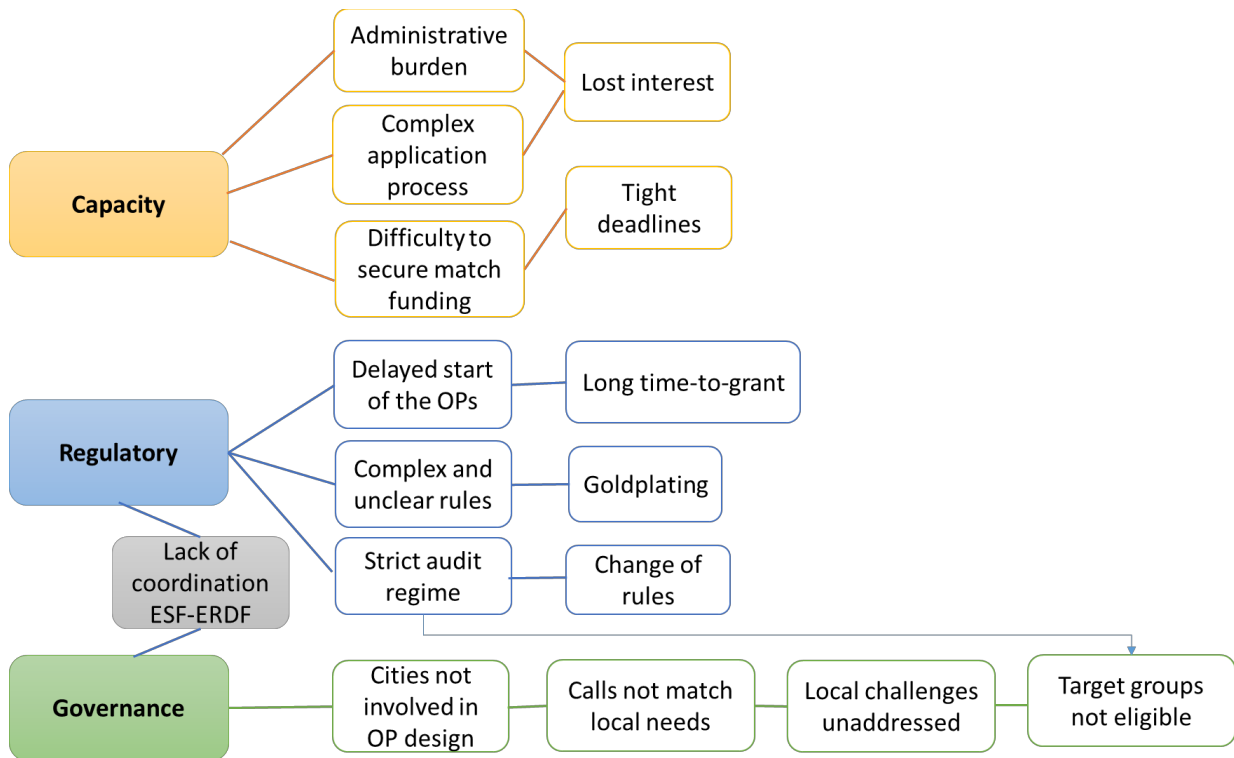 Administrative
burden
Lost interest
Complex
application
process
Capacity
Tight
deadlines
Difficulty to
secure match
funding
Delayed start
of the OPs
Long time-to-grant
Regulatory
Complex and
unclear rules
Goldplating
Lack of
coordination
ESF-ERDF
Strict audit
regime
Change of
rules
Governance
Cities not
involved in
OP design
Calls not match
local needs
Local challenges
unaddressed
Target groups
not eligible